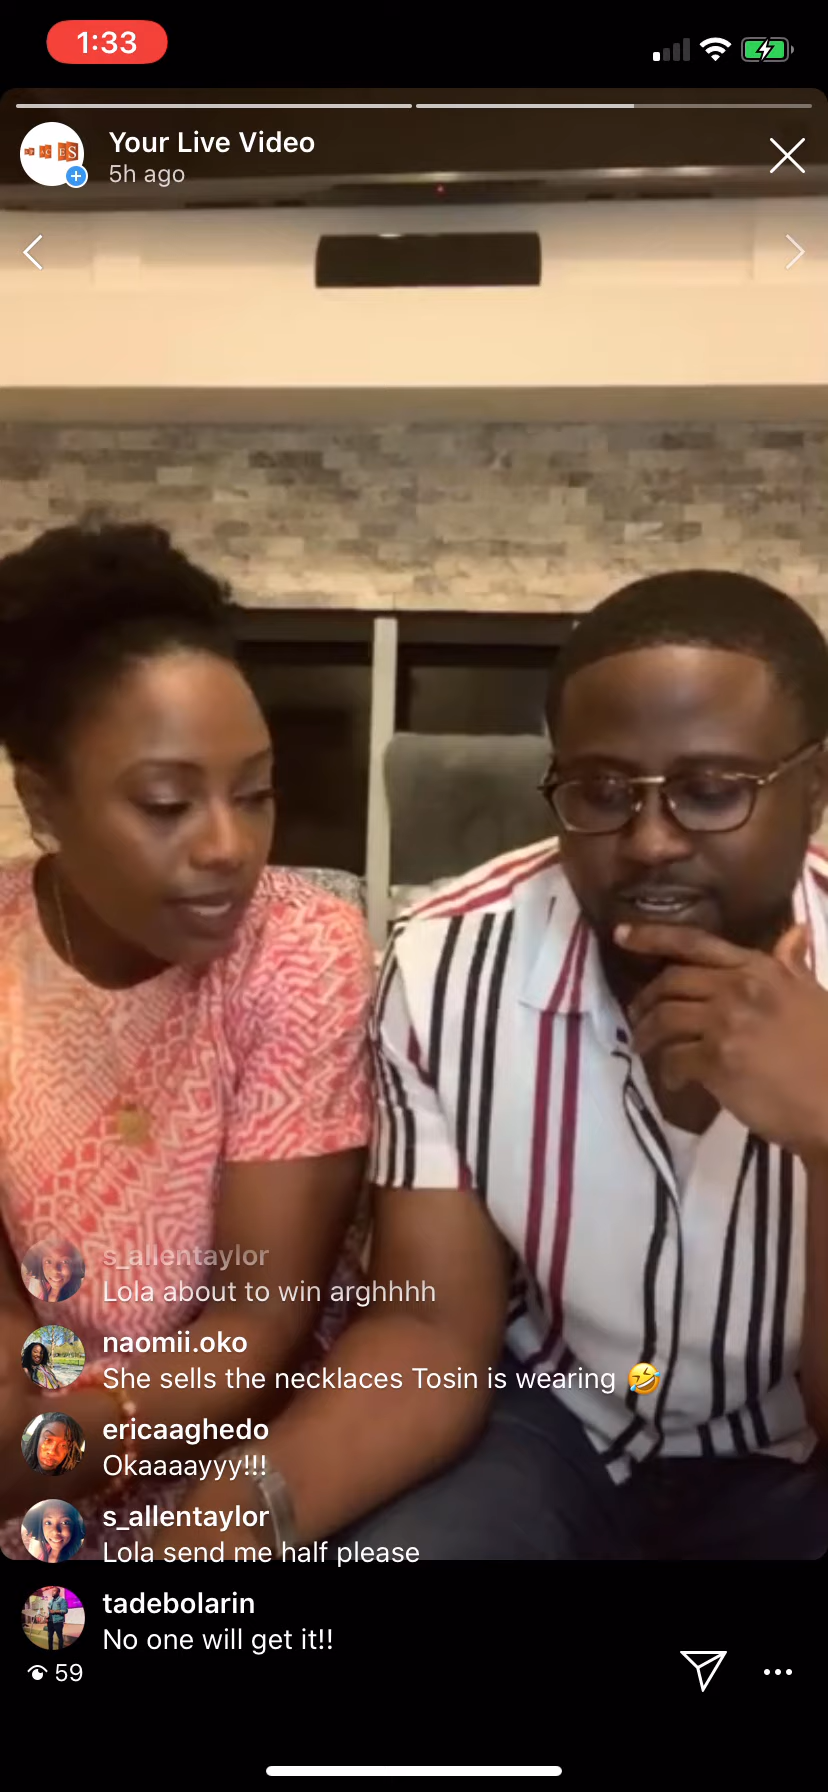 1:33
Your Live Video
5h ago
s_allentaylor
Lola about to win arghhhh
naomii.oko
She sells the necklaces Tosin is wearing 🤣
ericaaghedo
Okaaaayyy!!!
s_allentaylor
Lola send me half please
tadebolarin
No one will get it!!
59